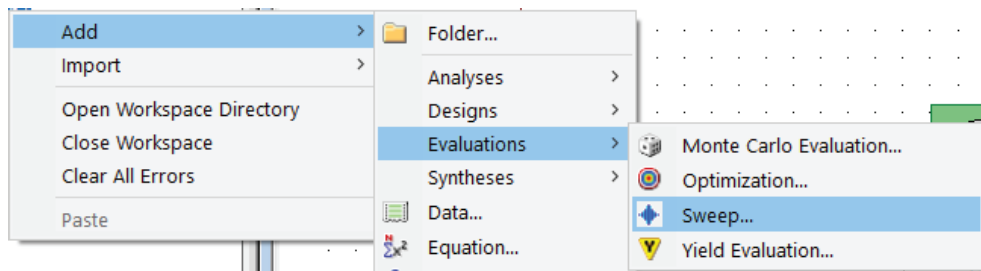 Add
Import
Open Workspace Directory
Close Workspace
Clear All Errors
Paste
Folder...
Analyses
Designs
Evaluations
Syntheses
Data...
Equation...
Monte Carlo Evaluation...
Optimization...
Sweep...
Yield Evaluation...